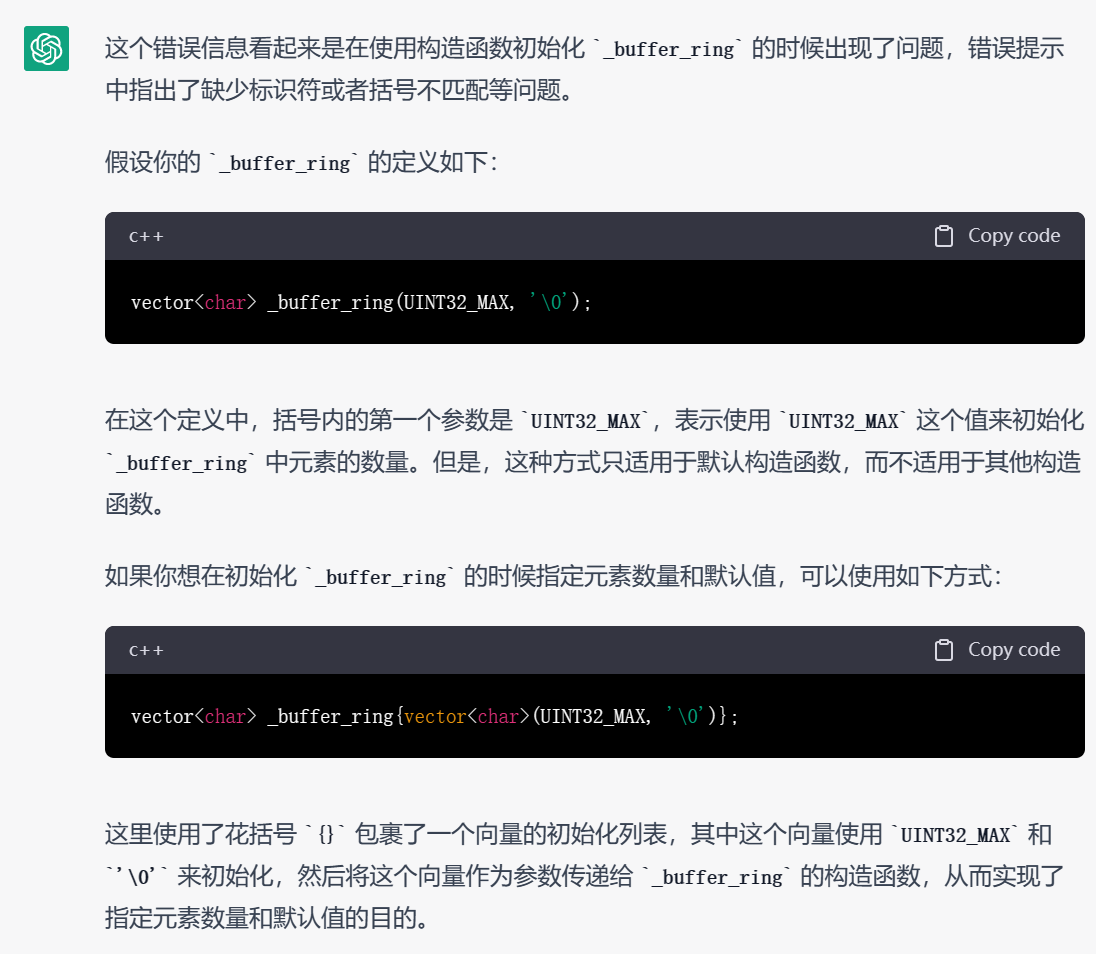 这个错误信息看起来是在使用构造函数初始化 `_buffer_ring` 的时候出现了问题，错误提示
中指出了缺少标识符或者括号不匹配等问题。
假设你的 `_buffer_ring` 的定义如下：
c++
Copy code
vector<char> _buffer_ring(UINT32_MAX, '\0');
在这个定义中，括号内的第一个参数是 `UINT32_MAX`，表示使用 `UINT32_MAX` 这个值来初始化
`_buffer_ring` 中元素的数量。但是，这种方式只适用于默认构造函数，而不适用于其他构造
函数。
如果你想在初始化 `_buffer_ring` 的时候指定元素数量和默认值，可以使用如下方式：
c++
Copy code
vector<char> _buffer_ring{vector<char>(UINT32_MAX, '\0')};
这里使用了花括号 `{}` 包裹了一个向量的初始化列表，其中这个向量使用 `UINT32_MAX` 和
`'\0'` 来初始化，然后将这个向量作为参数传递给 `_buffer_ring` 的构造函数，从而实现了
指定元素数量和默认值的目的。